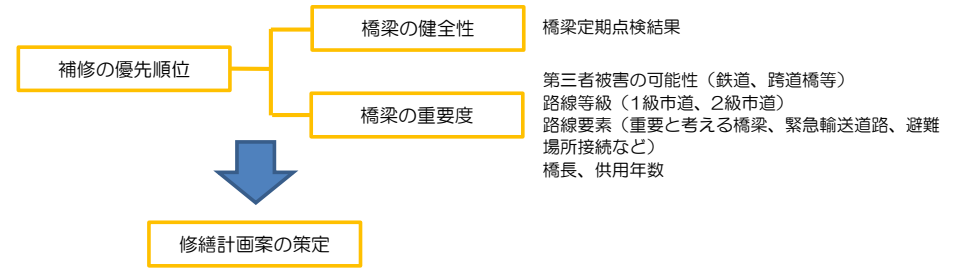 補修の優先順位
橋梁の健全性
橋梁定期点検結果
橋梁の重要度
第三者被害の可能性（鉄道、跨道橋等）
路線等級（1級市道、2級市道）
路線要素（重要と考える橋梁、緊急輸送道路、避難
場所接続など）
橋長、供用年数
修繕計画案の策定